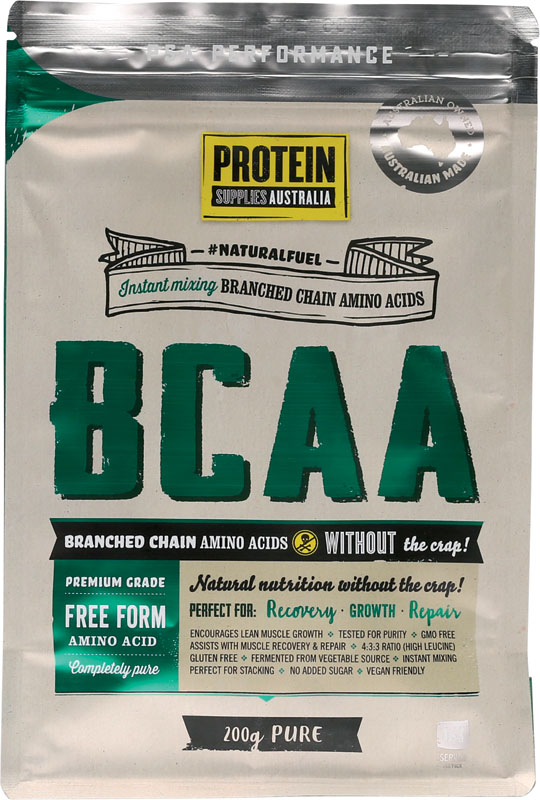 PSA PERFORMANCE
AUSTRALIAN OWNED
AUSTRALIAN MADE
PROTEIN
SUPPLIES AUSTRALIA
#NATURALFUEL
Instant mixing BRANCHED CHAIN AMINO ACIDS
BCAA
BRANCHED CHAIN AMINO ACIDS WITHOUT the crap!
PREMIUM GRADE
FREE FORM
AMINO ACID
Completely pure
Natural nutrition without the crap!
PERFECT FOR: Recovery · GROWTH · Repair
ENCOURAGES LEAN MUSCLE GROWTH ❖ TESTED FOR PURITY ❖ GMO FREE
ASSISTS WITH MUSCLE RECOVERY & REPAIR ❖ 4:3:3 RATIO (HIGH LEUCINE)
GLUTEN FREE ❖ FERMENTED FROM VEGETABLE SOURCE ❖ INSTANT MIXING
PERFECT FOR STACKING ❖ NO ADDED SUGAR ❖ VEGAN FRIENDLY
200g PURE